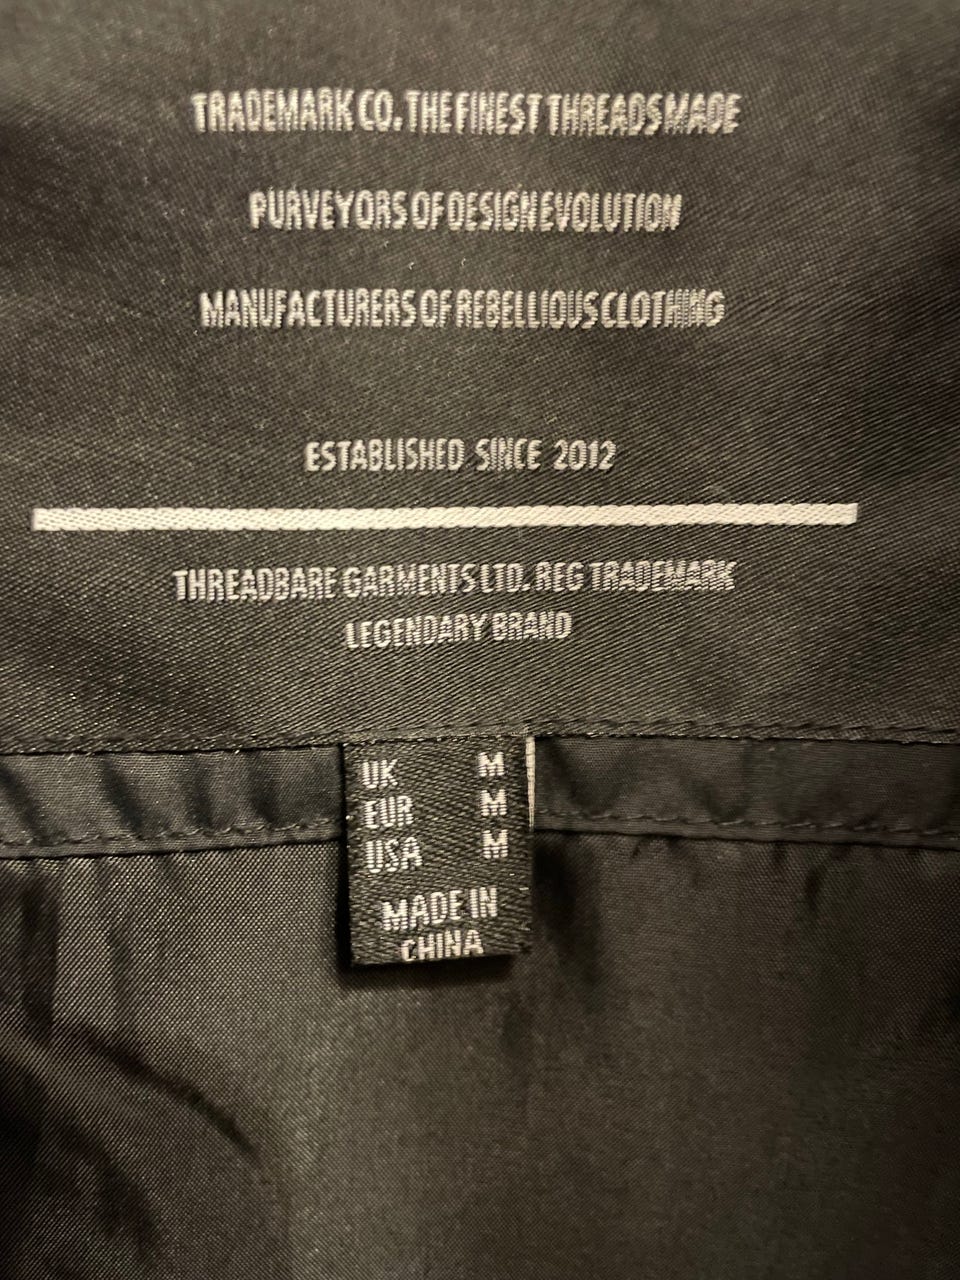 TRADEMARK CO. THE FINEST THREADS MADE
PURVEYORS OF DESIGN EVOLUTION
MANUFACTURERS OF REBELLIOUS CLOTHING
ESTABLISHED SINCE 2012
THREADBARE GARMENTS LTD. REG TRADEMARK
LEGENDARY BRAND
UK M
EUR M
USA M
MADE IN
CHINA